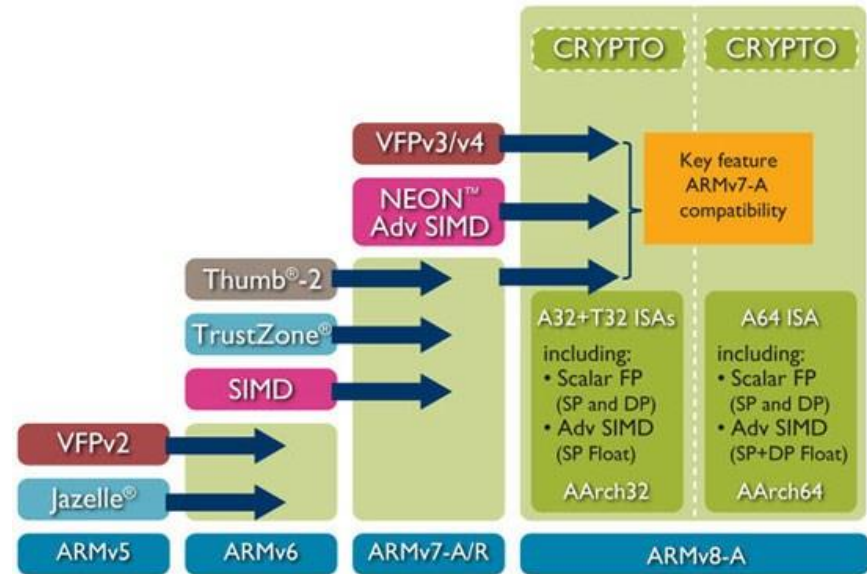 CRYPTO
CRYPTO
VFPv3/v4
Key feature
ARMv7-A
compatibility
NEON™
Adv SIMD
Thumb®-2
TrustZone®
SIMD
A32+T32 ISAs
including:
• Scalar FP
(SP and DP)
• Adv SIMD
(SP Float)
AArch32
A64 ISA
including:
• Scalar FP
(SP and DP)
• Adv SIMD
(SP+DP Float)
AArch64
VFPv2
Jazelle®
ARMv5
ARMv6
ARMv7-A/R
ARMv8-A